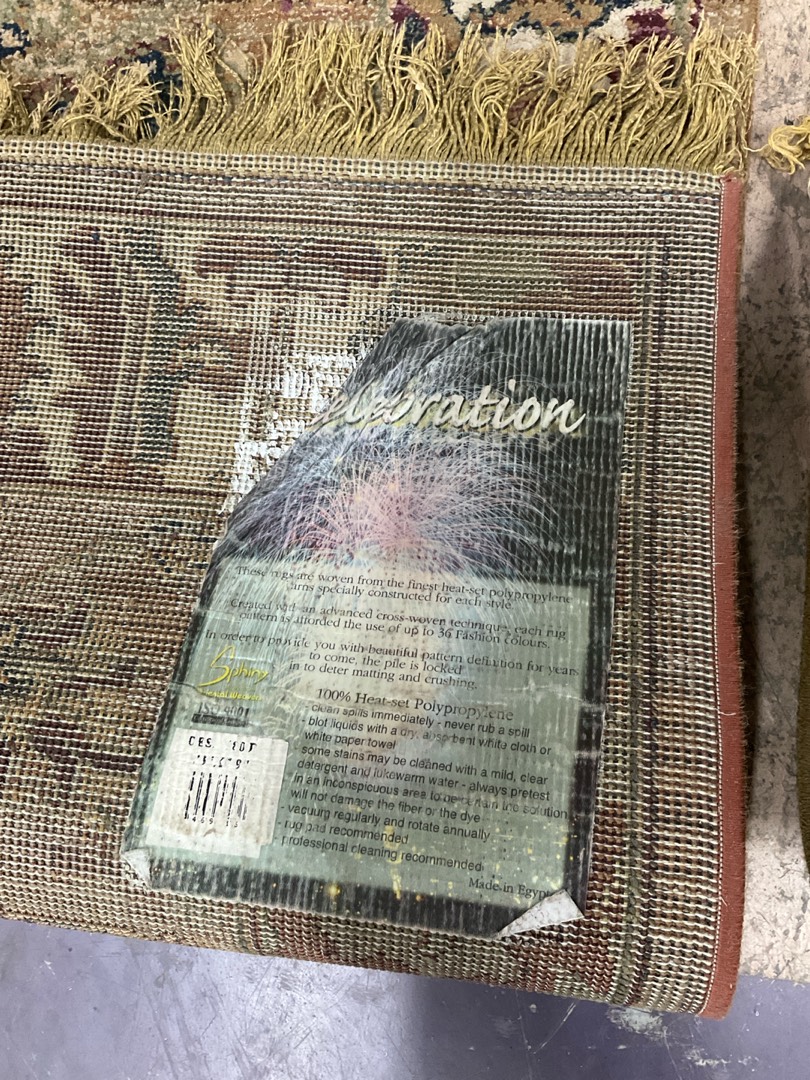 elebration
These rugs are woven from the finest heat-set polypropylene
yarns specially constructed for each style.
Created with an advanced cross-woven technique, each rug
pattern is afforded the use of up to 36 Fashion colours.
In order to provide you with beautiful pattern definition for years
to come, the pile is locked
in to deter matting and crushing.
Sphinx
100% Heat-set Polypropylene
- clean spills immediately - never rub a spill
- blot liquids with a dry, absorbent white cloth or
white paper towel
some stains may be cleaned with a mild, clear
detergent and lukewarm water - always pretest
in an inconspicuous area to be certain the solution
will not damage the fiber or the dye
- vacuum regularly and rotate annually
- rug pad recommended
professional cleaning recommended
ISO 9001
DES.
Made in Egypt